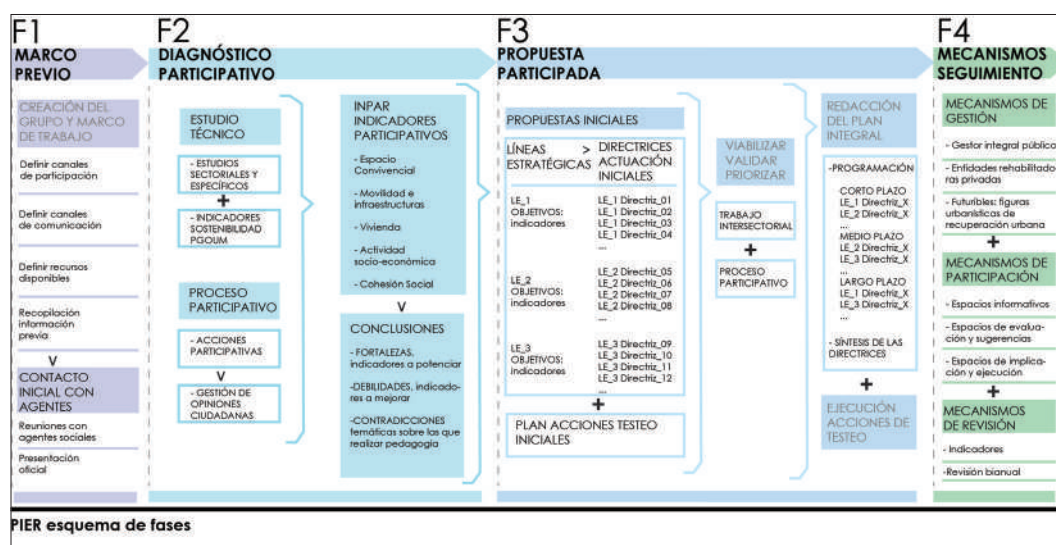 F1
MARCO
PREVIO
CREACIÓN DEL
GRUPO Y MARCO
DE TRABAJO
Definir canales
de participación
Definir canales
de comunicación
Definir recursos
disponibles
Recopilación
información
previa
V
CONTACTO
INICIAL CON
AGENTES
Reuniones con
agentes sociales
Presentación
oficial
F2
DIAGNÓSTICO
PARTICIPATIVO
ESTUDIO
TÉCNICO
- ESTUDIOS
SECTORIALES Y
ESPECÍFICOS
+
- INDICADORES
SOSTENIBILIDAD
PGOUM
PROCESO
PARTICIPATIVO
- ACCIONES
PARTICIPATIVAS
V
- GESTIÓN DE
OPINIONES
CIUDADANAS
INPAR
INDICADORES
PARTICIPATIVOS
- Espacio
Convivencial
- Movilidad e
infraestructuras
- Vivienda
- Actividad
socio-económica
- Cohesión Social
V
CONCLUSIONES
- FORTALEZAS,
indicadores a potenciar
-DEBILIDADES, indicado-
res a mejorar
-CONTRADICCIONES
temáticas sobre las que
realizar pedagogía
F3
PROPUESTA
PARTICIPADA
PROPUESTAS INICIALES
LÍNEAS > DIRECTRICES
ESTRATÉGICAS ACTUACIÓN
INICIALES
LE_1
OBJETIVOS:
indicadores
LE_1 Directriz_01
LE_1 Directriz_02
LE_1 Directriz_03
LE_1 Directriz_04
...
LE_2
OBJETIVOS:
indicadores
LE_2 Directriz_05
LE_2 Directriz_06
LE_2 Directriz_07
LE_2 Directriz_08
...
LE_3
OBJETIVOS:
indicadores
LE_3 Directriz_09
LE_3 Directriz_10
LE_3 Directriz_11
LE_3 Directriz_12
...
+
PLAN ACCIONES TESTEO
INICIALES
VIABILIZAR
VALIDAR
PRIORIZAR
TRABAJO
INTERSECTORIAL
+
PROCESO
PARTICIPATIVO
REDACCIÓN
DEL PLAN
INTEGRAL
-PROGRAMACIÓN
CORTO PLAZO
LE_1 Directriz_X
LE_2 Directriz_X
...
MEDIO PLAZO
LE_2 Directriz_X
LE_3 Directriz_X
...
LARGO PLAZO
LE_1 Directriz_X
LE_3 Directriz_X
...
- SÍNTESIS DE LAS
DIRECTRICES
+
EJECUCIÓN
ACCIONES DE
TESTEO
F4
MECANISMOS
SEGUIMIENTO
MECANISMOS DE
GESTIÓN
- Gestor integral público
- Entidades rehabilitado
ras privadas
- Futuribles: figuras
urbanísticas de
recuperación urbana
+
MECANISMOS DE
PARTICIPACIÓN
- Espacios informativos
- Espacios de evalua-
ción y sugerencias
- Espacios de implica-
ción y ejecución
+
MECANISMOS
DE REVISIÓN
- Indicadores
-Revisión bianual
PIER esquema de fases